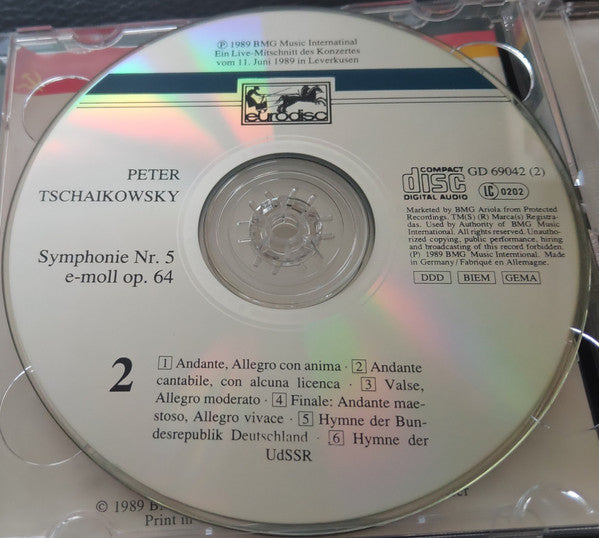 ℗ 1989 BMG Music Internatinal
Ein Live-Mitschnitt des Konzertes
vom 11. Juni 1989 in Leverkusen
eurodisc
PETER
TSCHAIKOWSKY
Symphonie Nr. 5
e-moll op. 64
COMPACT
disc
DIGITAL AUDIO
GD 69042 (2)
LC 0202
Marketed by BMG Ariola from Protected
Recordings. TM(S) (R) Marca(s) Registra-
das. Used by Authority of BMG Music
International. All rights reserved. Unautho-
rized copying, public performance, hiring
and broadcasting of this record forbidden.
(P) 1989 BMG Music Interntional. Made
in Germany/Fabriqué en Allemagne.
DDD BIEM GEMA
2
1 Andante, Allegro con anima · 2 Andante
cantabile, con alcuna licenca · 3 Valse,
Allegro moderato · 4 Finale: Andante mae-
stoso, Allegro vivace · 5 Hymne der Bun-
desrepublik Deutschland · 6 Hymne der
UdSSR
© 1989 B
Print in